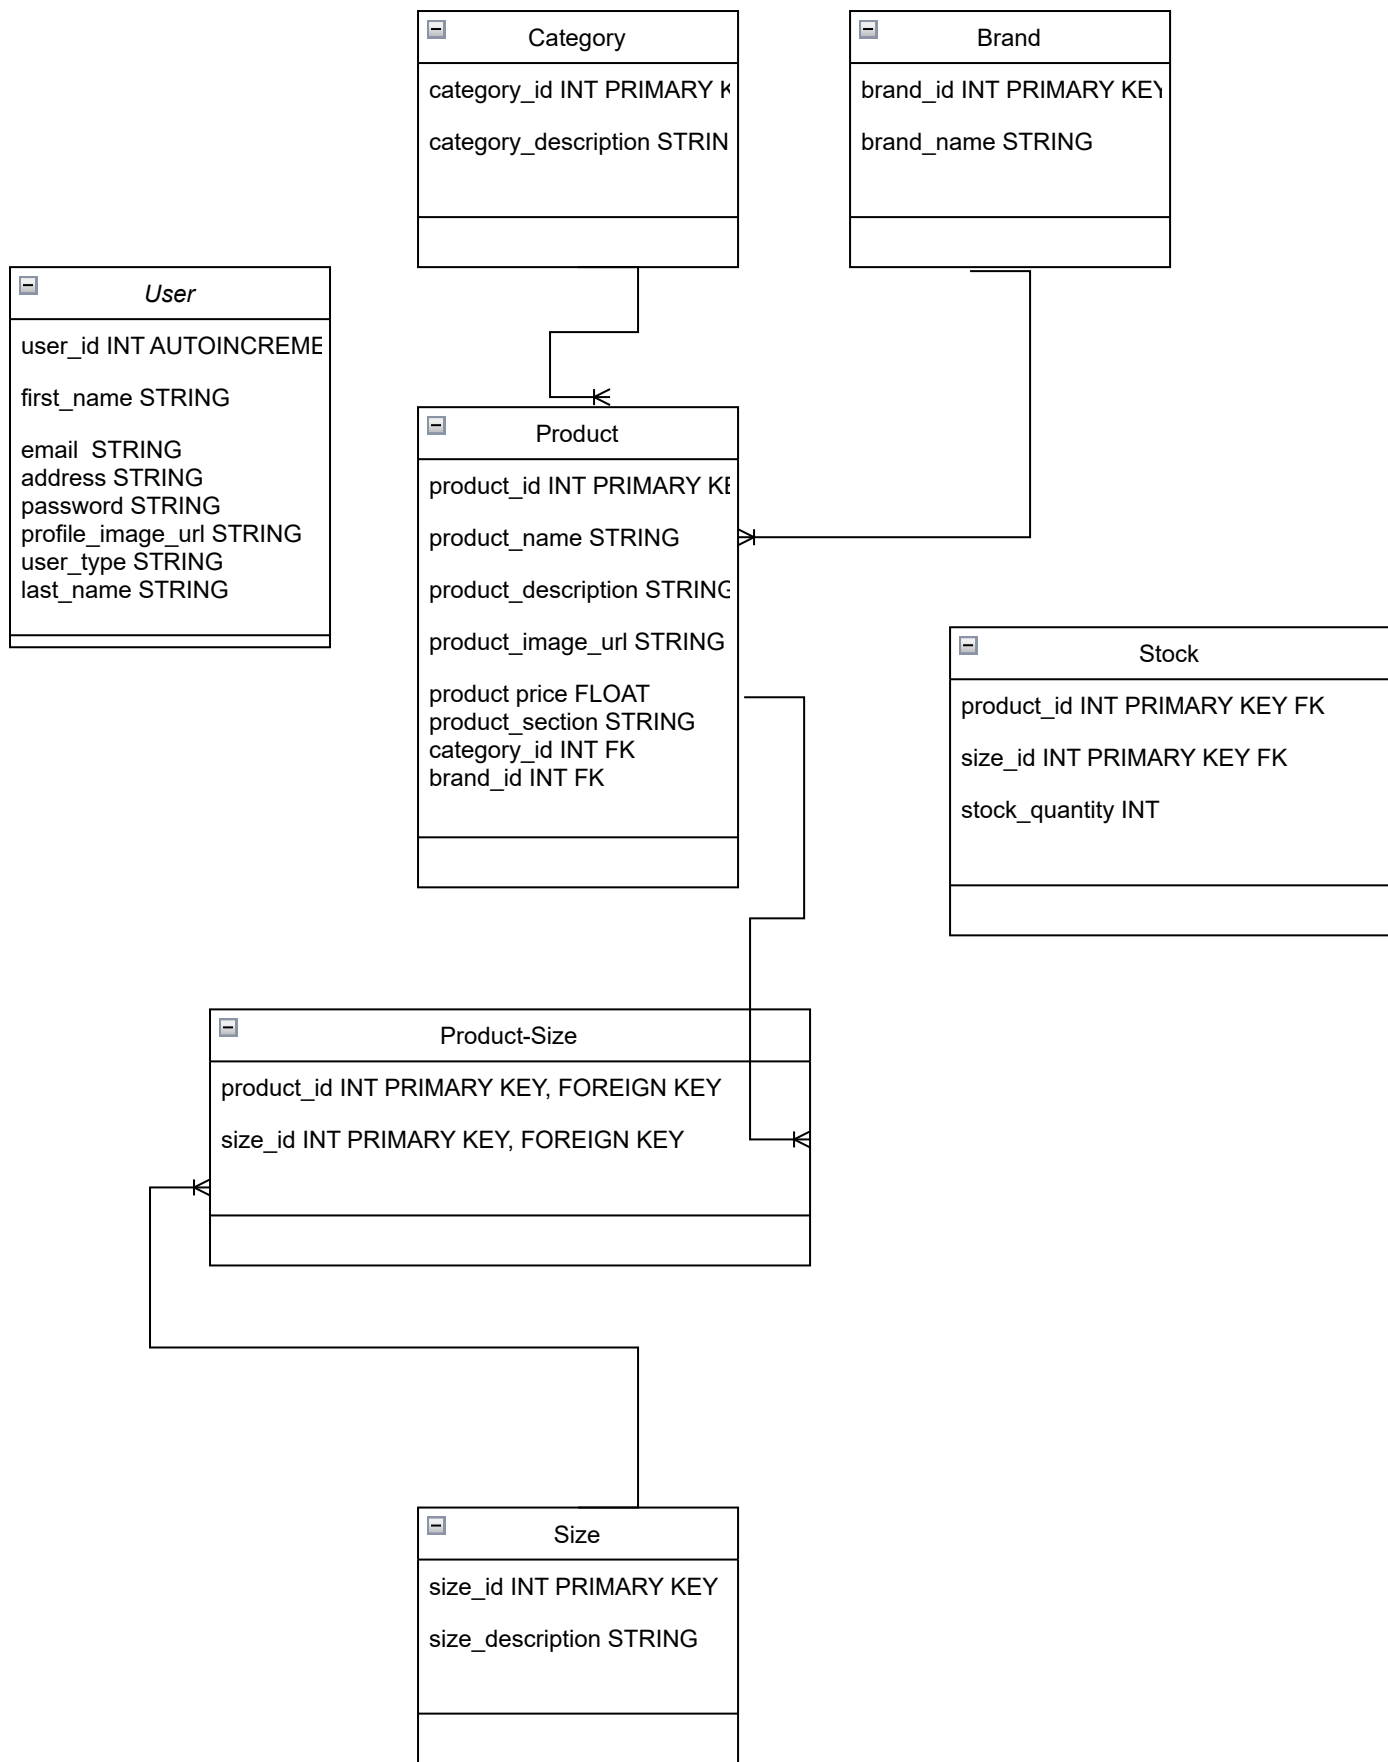 Category
category_id INT PRIMARY K
category_description STRIN
Brand
brand_id INT PRIMARY KEY
brand_name STRING
User
user_id INT AUTOINCREME
first_name STRING
email  STRING
address STRING
password STRING
profile_image_url STRING
user_type STRING
last_name STRING
Product
product_id INT PRIMARY KE
product_name STRING
product_description STRING
product_image_url STRING
product price FLOAT
product_section STRING
category_id INT FK
brand_id INT FK
Stock
product_id INT PRIMARY KEY FK
size_id INT PRIMARY KEY FK
stock_quantity INT
Product-Size
product_id INT PRIMARY KEY, FOREIGN KEY
size_id INT PRIMARY KEY, FOREIGN KEY
Size
size_id INT PRIMARY KEY
size_description STRING